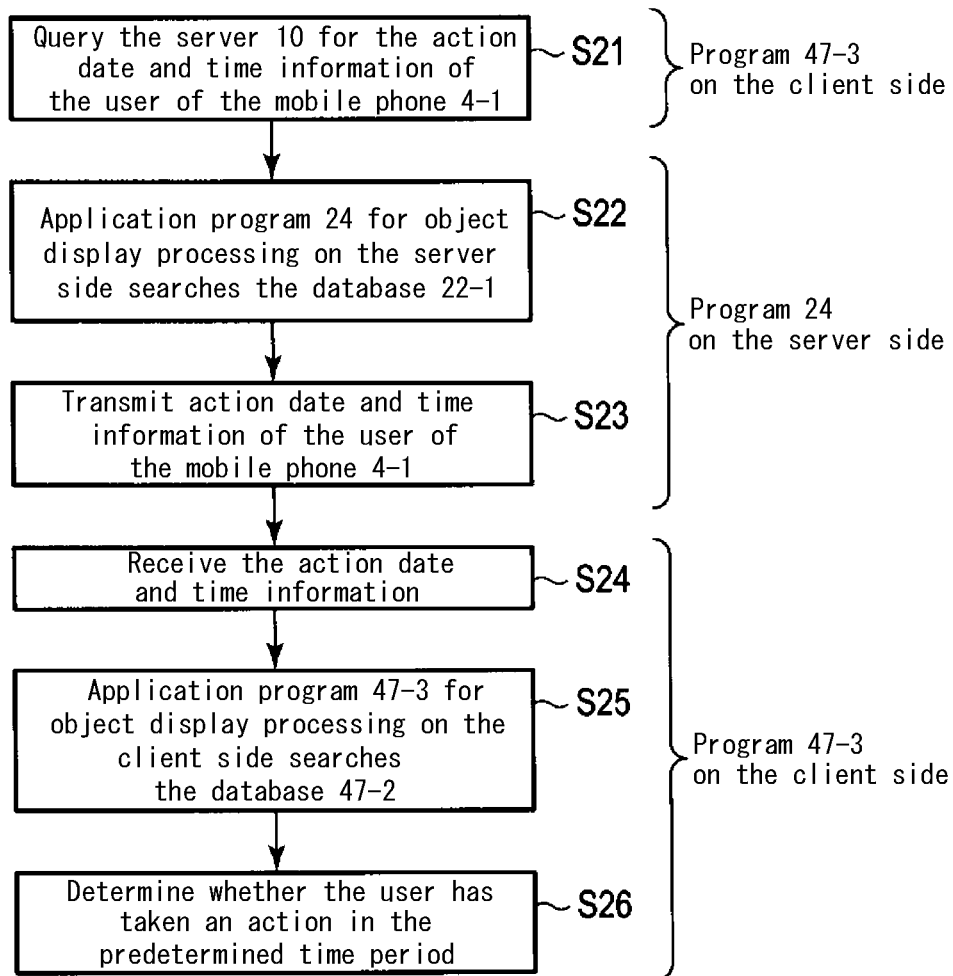 Query the server 10 for the action
date and time information of
the user of the mobile phone 4-1
S21
Program 47-3
on the client side
Application program 24 for object
display processing on the server
side searches the database 22-1
S22
Program 24
on the server side
Transmit action date and time
information of the user of
the mobile phone 4-1
S23
Receive the action date
and time information
S24
Application program 47-3 for
object display processing on the
client side searches
the database 47-2
S25
Program 47-3
on the client side
Determine whether the user has
taken an action in the
predetermined time period
S26